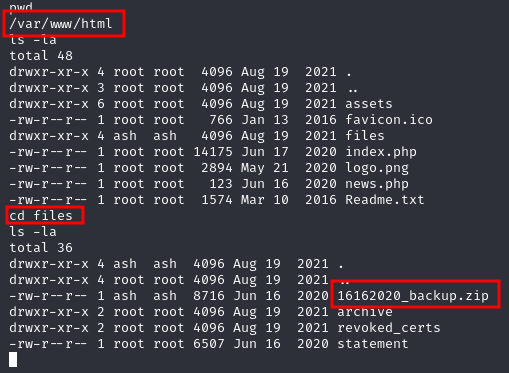 pwd
/var/www/html
ls -la
total 48
drwxr-xr-x 4 root root  4096 Aug 19  2021 .
drwxr-xr-x 3 root root  4096 Aug 19  2021 ..
drwxr-xr-x 6 root root  4096 Aug 19  2021 assets
-rw-r--r-- 1 root root   766 Jan 13  2016 favicon.ico
drwxr-xr-x 4 ash  ash   4096 Aug 19  2021 files
-rw-r--r-- 1 root root 14175 Jun 17  2020 index.php
-rw-r--r-- 1 root root  2894 May 21  2020 logo.png
-rw-r--r-- 1 root root   123 Jun 16  2020 news.php
-rw-r--r-- 1 root root  1574 Mar 10  2016 Readme.txt
cd files
ls -la
total 36
drwxr-xr-x 4 ash  ash  4096 Aug 19  2021 .
drwxr-xr-x 4 root root 4096 Aug 19  2021 ..
-rw-r--r-- 1 ash  ash  8716 Jun 16  2020 16162020_backup.zip
drwxr-xr-x 2 root root 4096 Aug 19  2021 archive
drwxr-xr-x 2 root root 4096 Aug 19  2021 revoked_certs
-rw-r--r-- 1 root root 6507 Jun 16  2020 statement